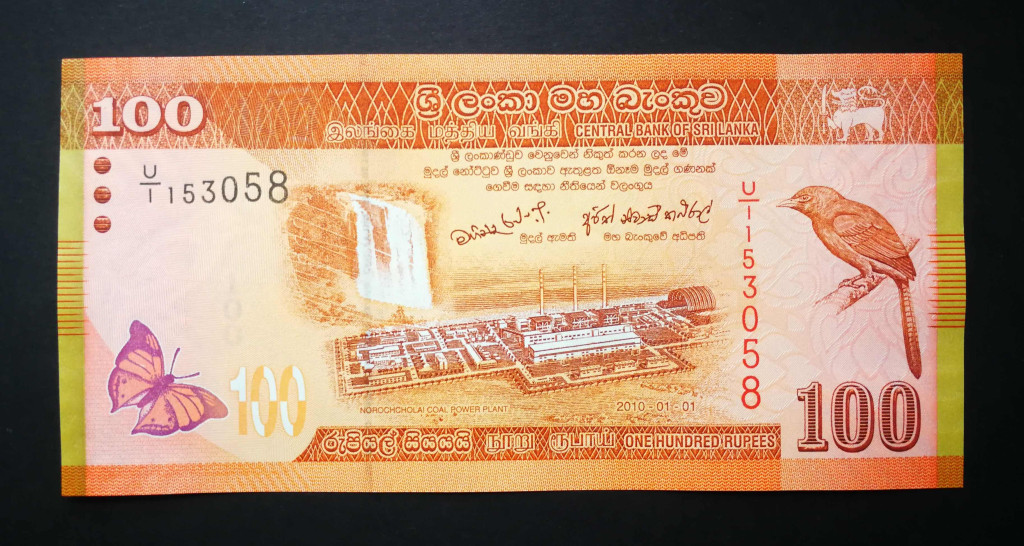 100
ශ්‍රී ලංකා මහ බැංකුව
இலங்கை மத்திய வங்கி CENTRAL BANK OF SRI LANKA
ශ්‍රී ලංකාණ්ඩුව වෙනුවෙන් නිකුත් කරන ලද මේ
මුදල් නෝට්ටුව ශ්‍රී ලංකාව ඇතුළත ඕනෑම මුදල් ගණනක්
ගෙවීම සඳහා නීතියෙන් වලංගුය
U/1 153058
U/1 153058
මුදල් ඇමති මහ බැංකුවේ අධිපති
100
100
NOROCHCHOLAI COAL POWER PLANT
2010 - 01 - 01
100
රුපියල් සියයයි நூறு ரூபாய் ONE HUNDRED RUPEES